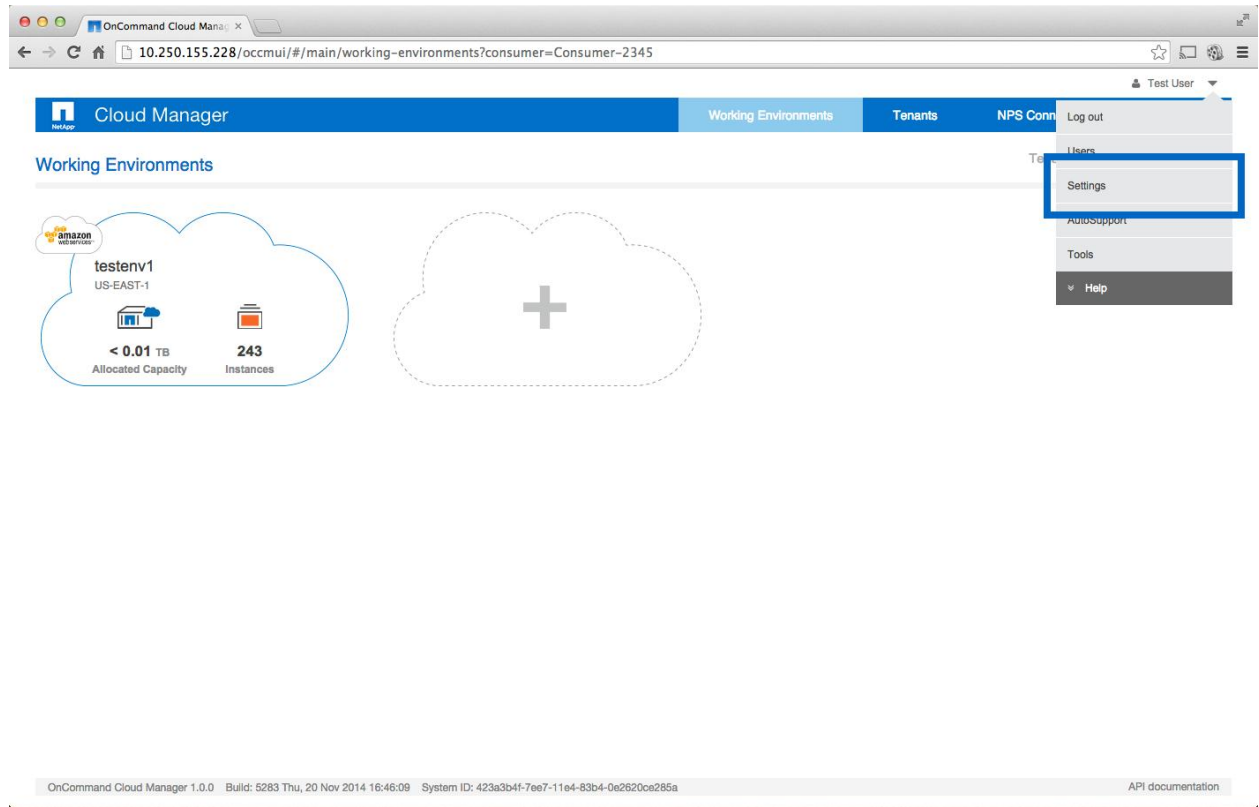 OnCommand Cloud Manag
10.250.155.228/occmui/#/main/working-environments?consumer=Consumer-2345
Test User
NetApp
Cloud Manager
Working Environments
Tenants
NPS Conn
Log out
Users
Settings
AutoSupport
Tools
Help
Working Environments
Te
amazon
web services™
testenv1
US-EAST-1
< 0.01 TB
Allocated Capacity
243
Instances
OnCommand Cloud Manager 1.0.0 Build: 5283 Thu, 20 Nov 2014 16:46:09 System ID: 423a3b4f-7ee7-11e4-83b4-0e2620ce285a
API documentation